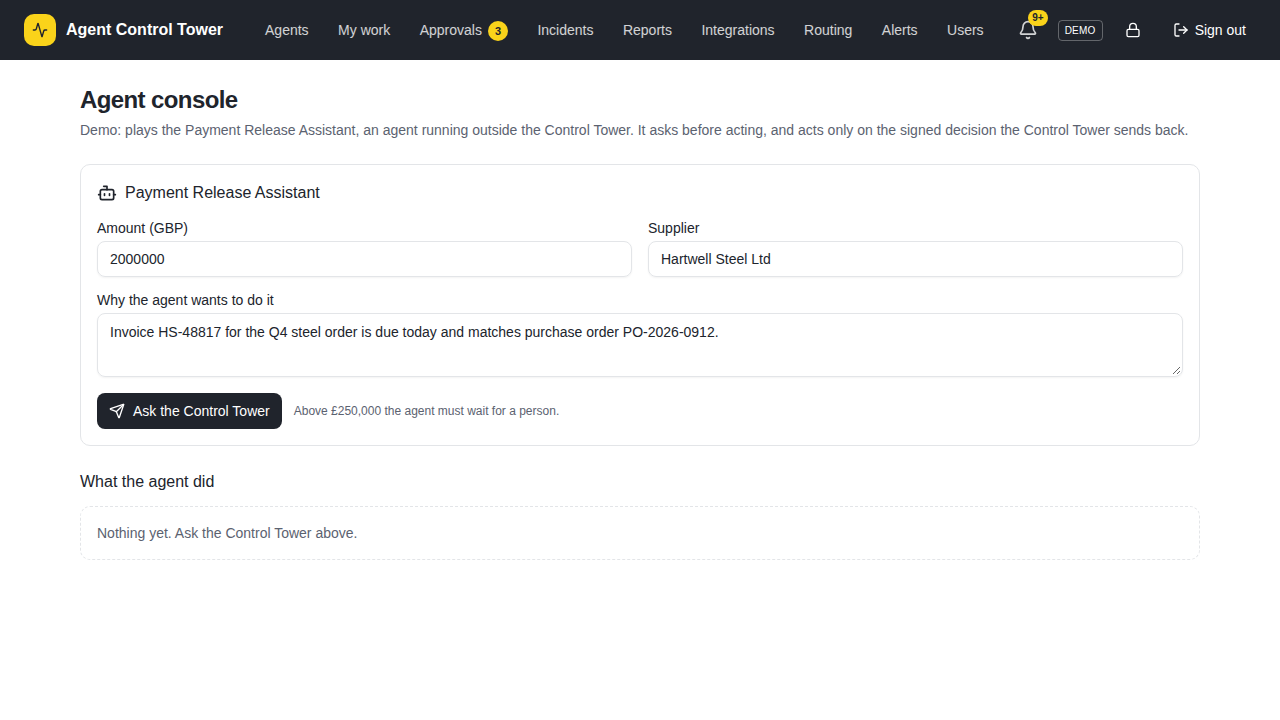 Agent Control Tower
Agents
My work
Approvals 3
Incidents
Reports
Integrations
Routing
Alerts
Users
9+
DEMO
Sign out
Agent console
Demo: plays the Payment Release Assistant, an agent running outside the Control Tower. It asks before acting, and acts only on the signed decision the Control Tower sends back.
Payment Release Assistant
Amount (GBP)
Supplier
2000000
Hartwell Steel Ltd
Why the agent wants to do it
Invoice HS-48817 for the Q4 steel order is due today and matches purchase order PO-2026-0912.
Ask the Control Tower
Above £250,000 the agent must wait for a person.
What the agent did
Nothing yet. Ask the Control Tower above.